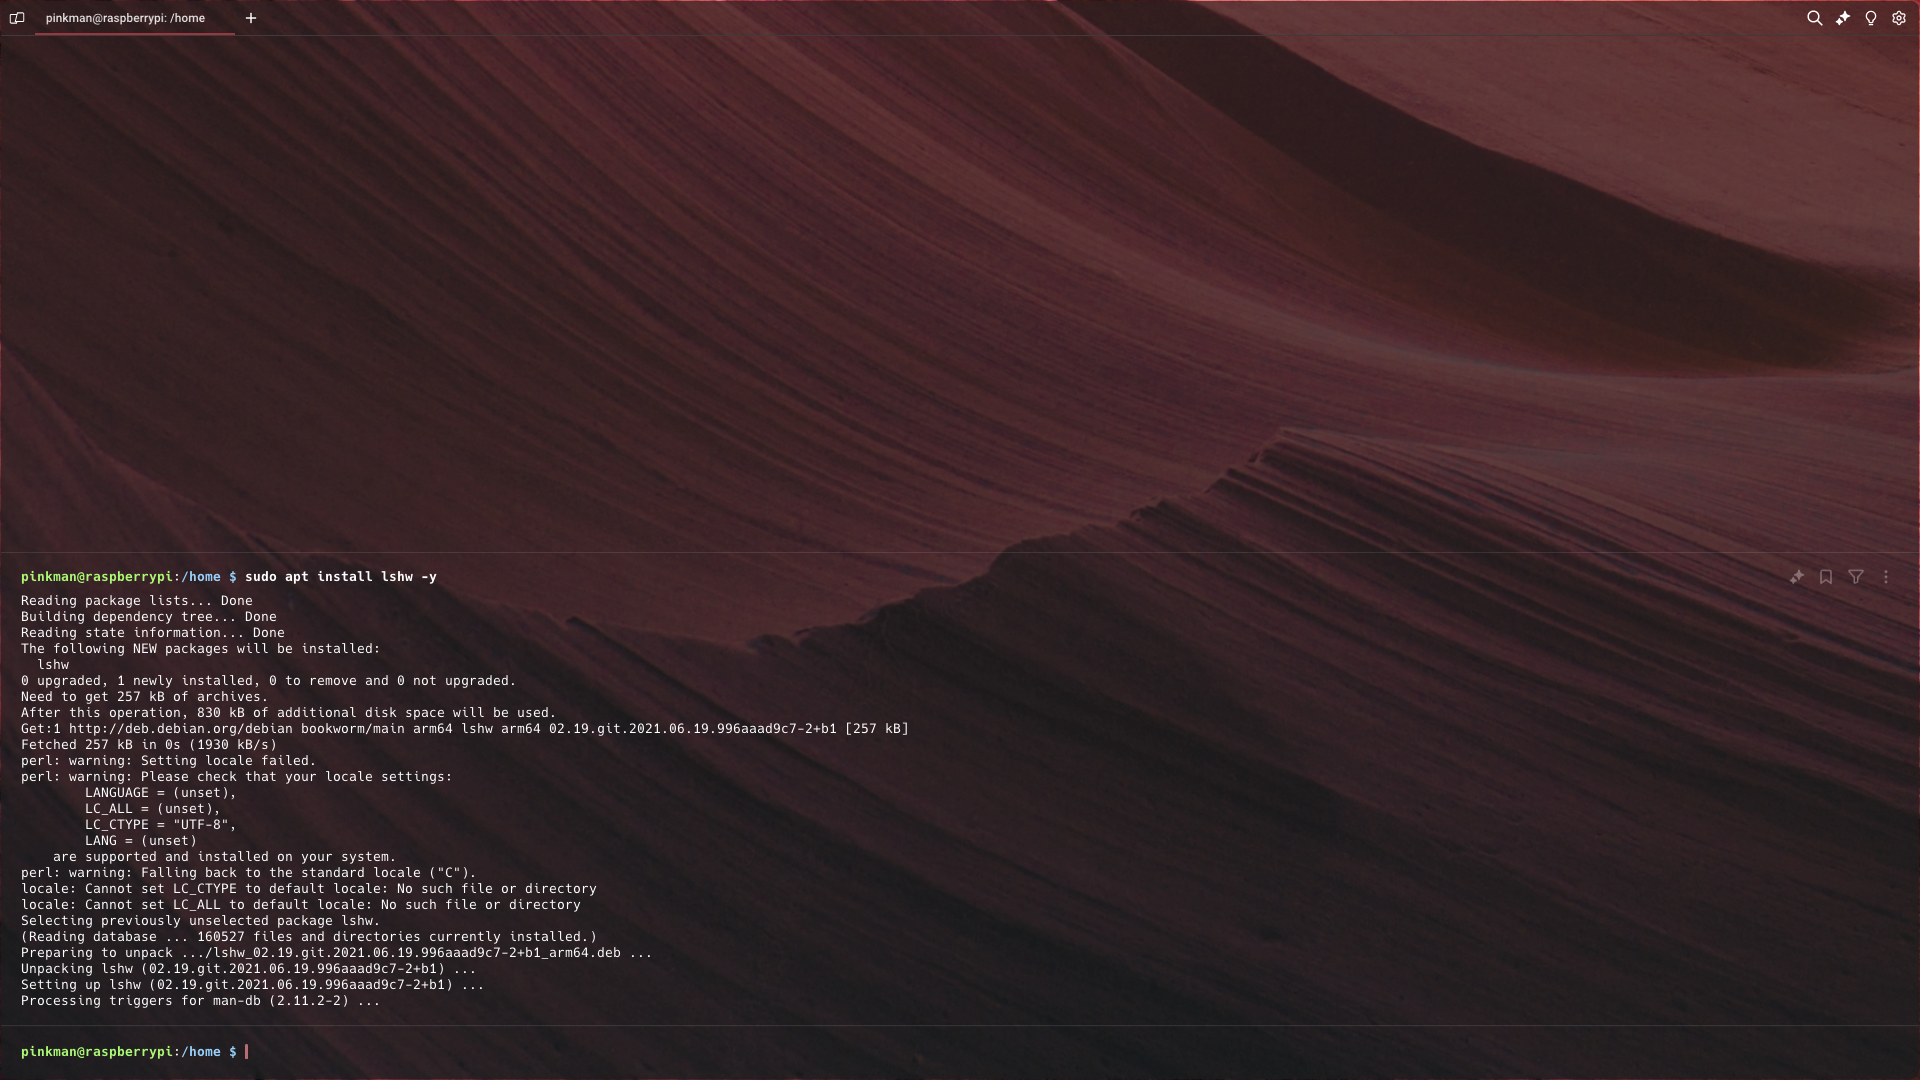 pinkman@raspberrypi: /home
pinkman@raspberrypi:/home $ sudo apt install lshw -y
Reading package lists... Done
Building dependency tree... Done
Reading state information... Done
The following NEW packages will be installed:
  lshw
0 upgraded, 1 newly installed, 0 to remove and 0 not upgraded.
Need to get 257 kB of archives.
After this operation, 830 kB of additional disk space will be used.
Get:1 http://deb.debian.org/debian bookworm/main arm64 lshw arm64 02.19.git.2021.06.19.996aaad9c7-2+b1 [257 kB]
Fetched 257 kB in 0s (1930 kB/s)
perl: warning: Setting locale failed.
perl: warning: Please check that your locale settings:
        LANGUAGE = (unset),
        LC_ALL = (unset),
        LC_CTYPE = "UTF-8",
        LANG = (unset)
    are supported and installed on your system.
perl: warning: Falling back to the standard locale ("C").
locale: Cannot set LC_CTYPE to default locale: No such file or directory
locale: Cannot set LC_ALL to default locale: No such file or directory
Selecting previously unselected package lshw.
(Reading database ... 160527 files and directories currently installed.)
Preparing to unpack .../lshw_02.19.git.2021.06.19.996aaad9c7-2+b1_arm64.deb ...
Unpacking lshw (02.19.git.2021.06.19.996aaad9c7-2+b1) ...
Setting up lshw (02.19.git.2021.06.19.996aaad9c7-2+b1) ...
Processing triggers for man-db (2.11.2-2) ...
pinkman@raspberrypi:/home $